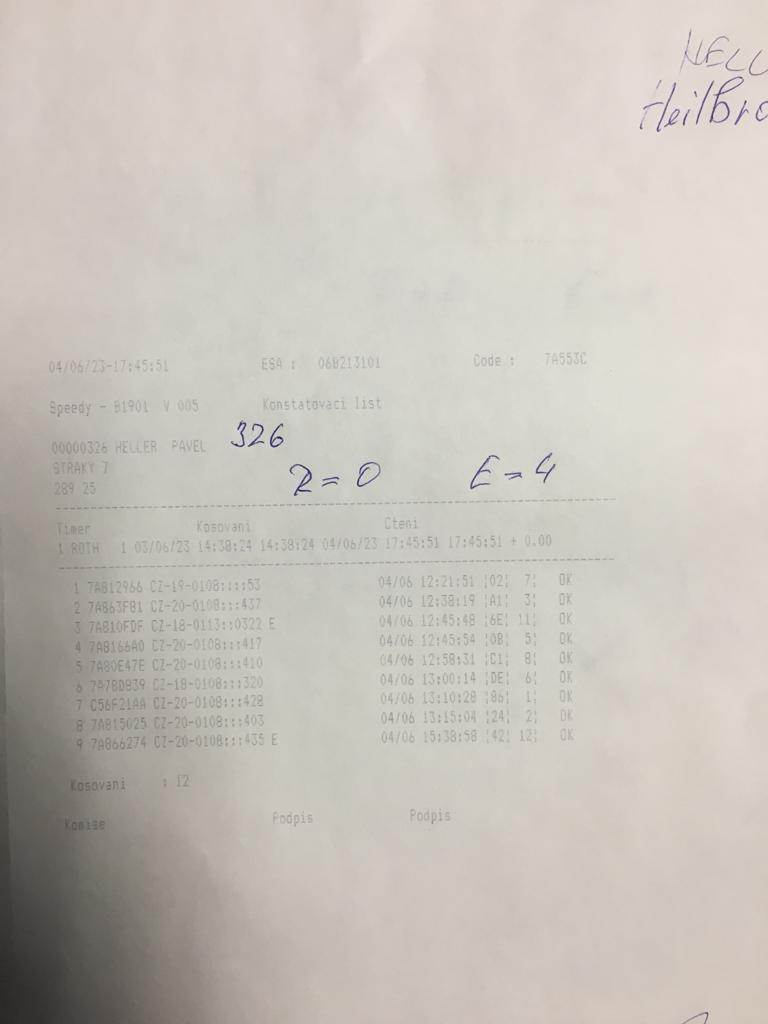 HELL
Heilbro
04/06/23-17:45:51 ESA : 06B213101 Code : 7A553C
Speedy - B1901 V 005 Konstatovaci list
00000326 HELLER PAVEL 326
STRAKY 7
289 25
R=0 E=4
Timer Kosovani Cteni
1 ROTH 1 03/06/23 14:38:24 14:38:24 04/06/23 17:45:51 17:45:51 + 0.00
1 7A812966 CZ-19-0108::::53 04/06 12:21:51 |02| 7| OK
2 7A863F81 CZ-20-0108:::437 04/06 12:38:19 |A1| 3| OK
3 7A810FDF CZ-18-0113::0322 E 04/06 12:45:48 |6E| 11| OK
4 7A8166A0 CZ-20-0108:::417 04/06 12:45:54 |0B| 5| OK
5 7A80E47E CZ-20-0108:::410 04/06 12:58:31 |C1| 8| OK
6 7A78D839 CZ-18-0108:::320 04/06 13:00:14 |DE| 6| OK
7 C56F21AA CZ-20-0108:::428 04/06 13:10:28 |86| 1| OK
8 7A815025 CZ-20-0108:::403 04/06 13:15:04 |24| 2| OK
9 7A866274 CZ-20-0108:::435 E 04/06 15:38:58 |42| 12| OK
Kosovani : 12
Komise Podpis Podpis